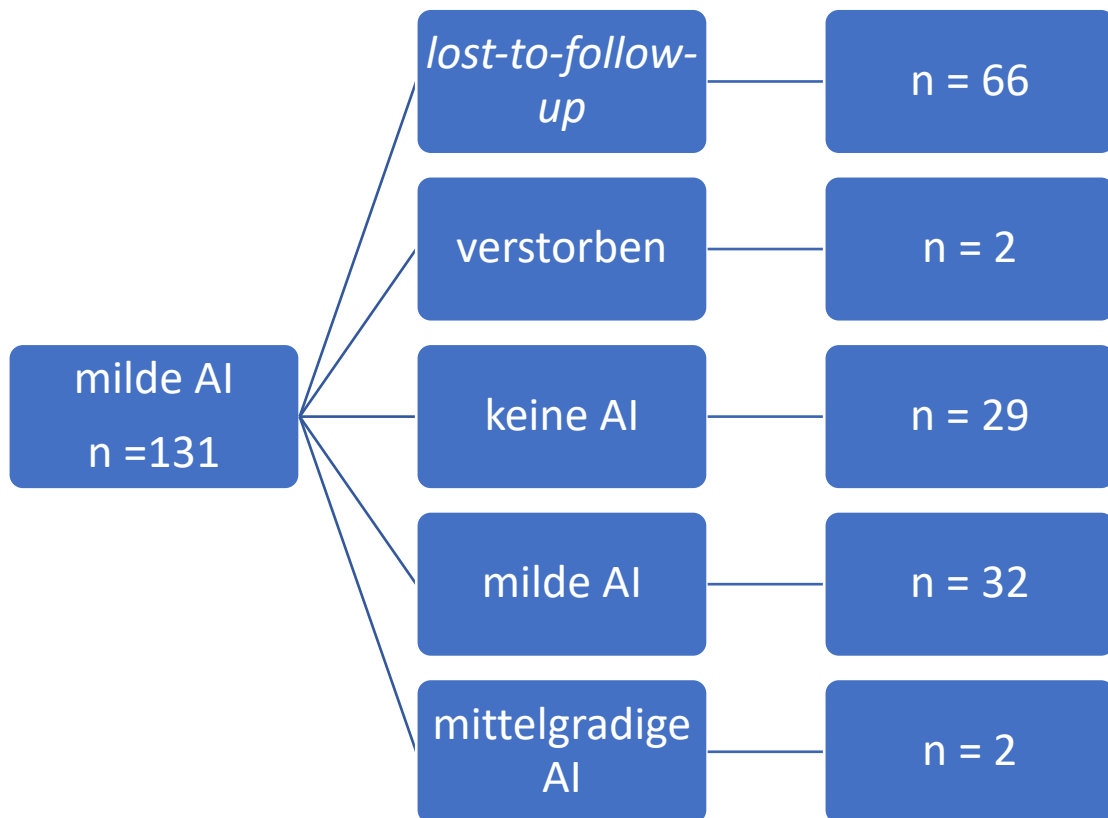 lost-to-follow-
up
n = 66
verstorben
n = 2
milde AI
n =131
keine AI
n = 29
milde AI
n = 32
mittelgradige
AI
n = 2